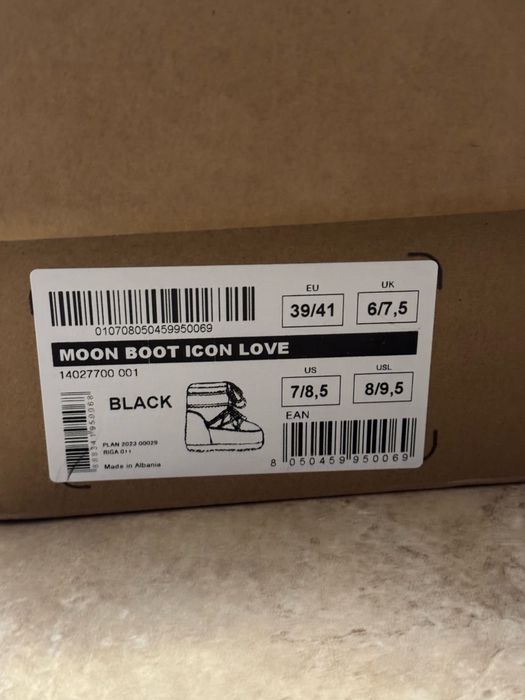 EU
UK
39/41
6/7,5
010708050459950069
MOON BOOT ICON LOVE
14027700 001
US
USL
7/8,5
8/9,5
BLACK
EAN
PLAN 2023 00029
RIGA 011
Made in Albania
8 050459 950069